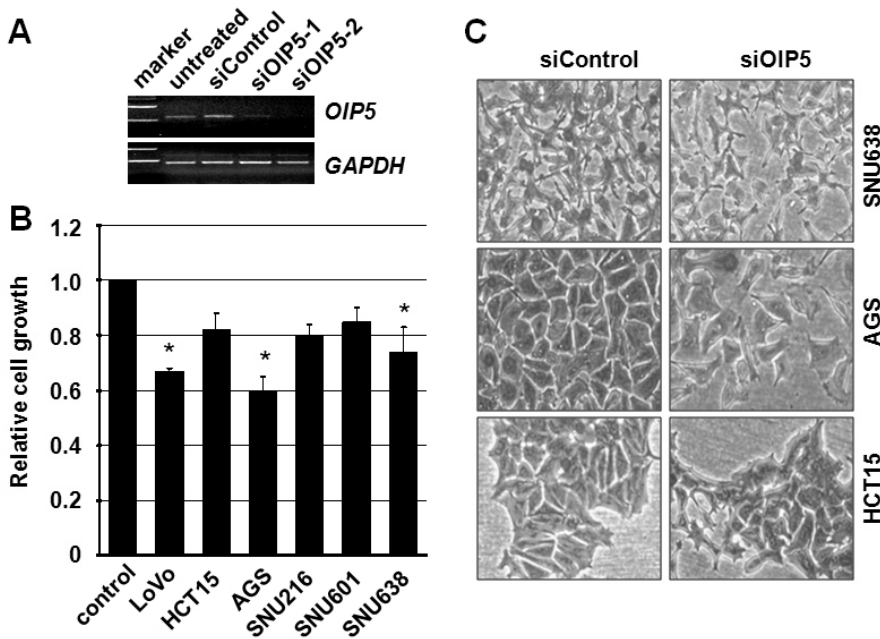 A
marker
untreated
siControl
siOIP5-1
siOIP5-2
OIP5
GAPDH
B
Relative cell growth
1.2
1.0
0.8
0.6
0.4
0.2
0
*
*
*
control
LoVo
HCT15
AGS
SNU216
SNU601
SNU638
C
siControl
siOIP5
SNU638
AGS
HCT15